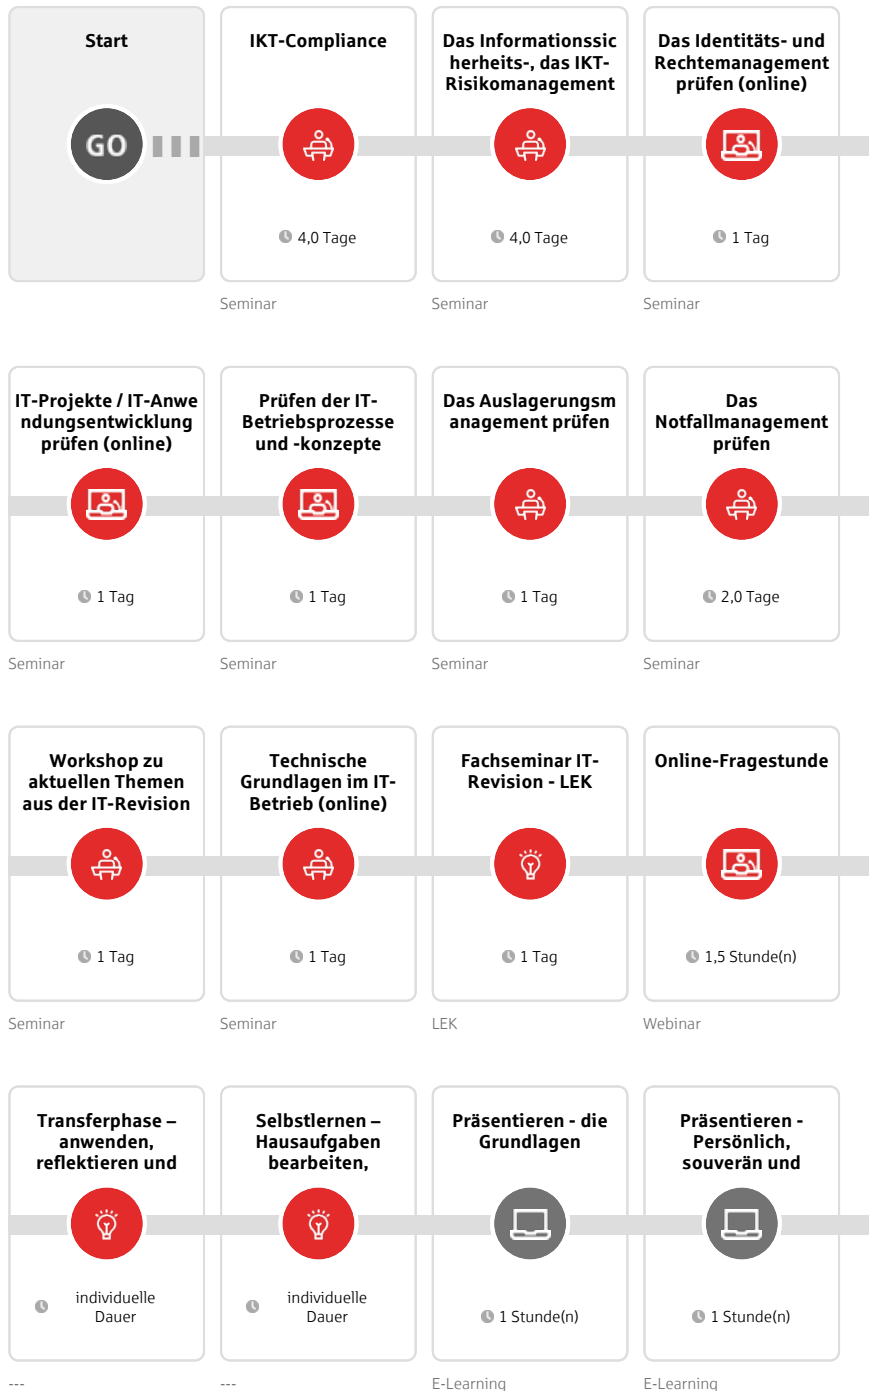 Start
GO
IKT-Compliance
4,0 Tage
Seminar
Das Informationssic
herheits-, das IKT-
Risikomanagement
4,0 Tage
Seminar
Das Identitäts- und
Rechtemanagement
prüfen (online)
1 Tag
Seminar
IT-Projekte / IT-Anwe
ndungsentwicklung
prüfen (online)
1 Tag
Seminar
Prüfen der IT-
Betriebsprozesse
und -konzepte
1 Tag
Seminar
Das Auslagerungsm
anagement prüfen
1 Tag
Seminar
Das
Notfallmanagement
prüfen
2,0 Tage
Seminar
Workshop zu
aktuellen Themen
aus der IT-Revision
1 Tag
Seminar
Technische
Grundlagen im IT-
Betrieb (online)
1 Tag
Seminar
Fachseminar IT-
Revision - LEK
1 Tag
LEK
Online-Fragestunde
1,5 Stunde(n)
Webinar
Transferphase –
anwenden,
reflektieren und
individuelle
Dauer
---
Selbstlernen –
Hausaufgaben
bearbeiten,
individuelle
Dauer
---
Präsentieren - die
Grundlagen
1 Stunde(n)
E-Learning
Präsentieren -
Persönlich,
souverän und
1 Stunde(n)
E-Learning